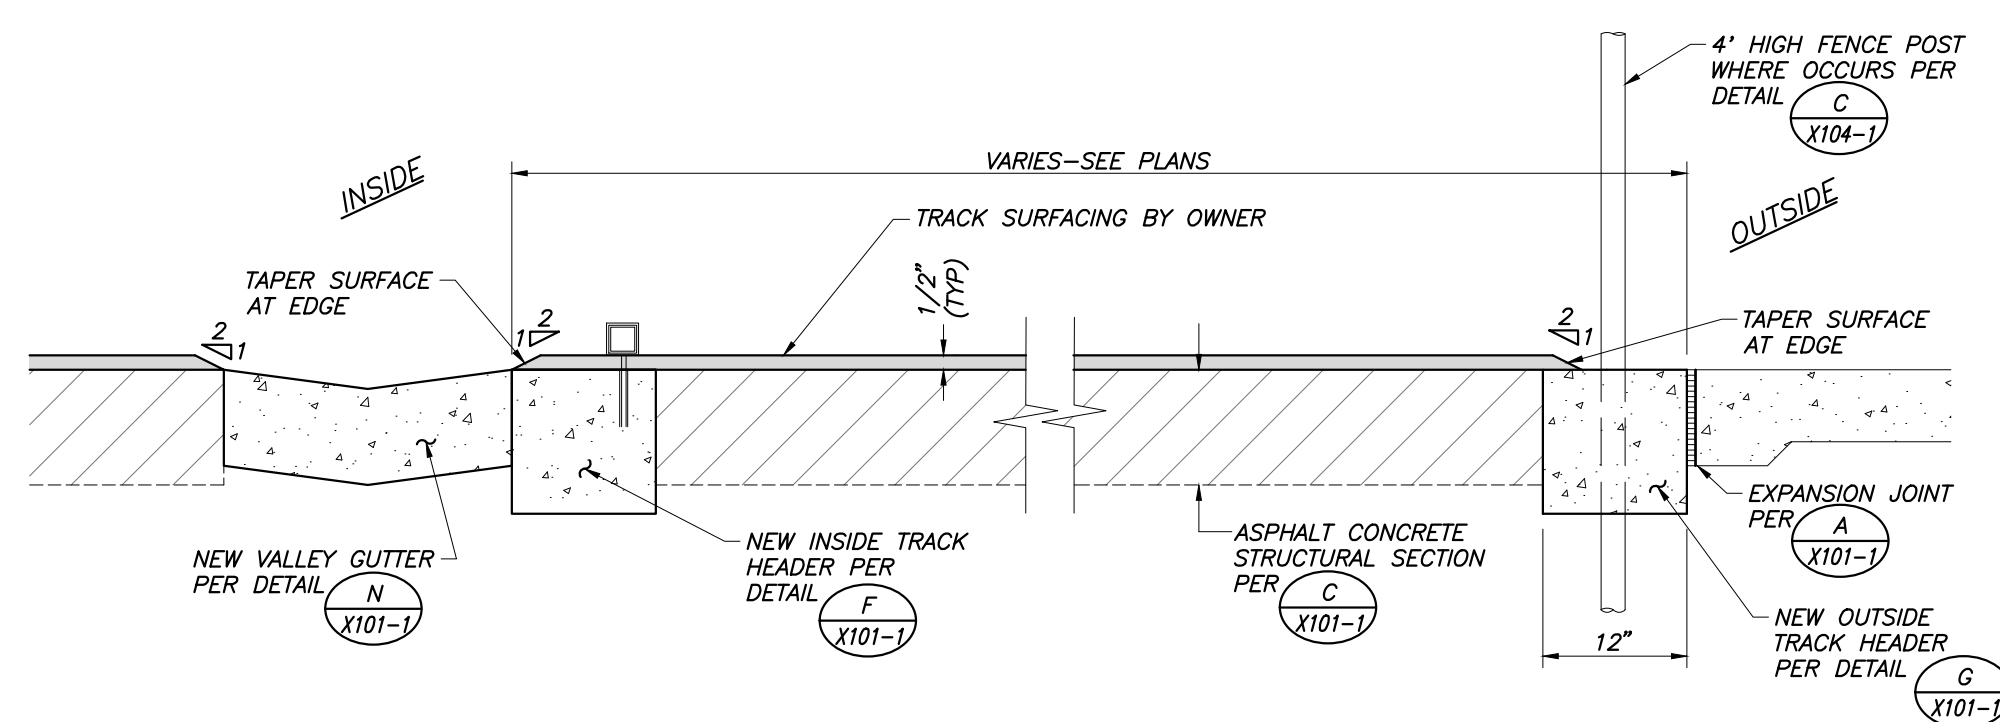 4' HIGH FENCE POST
WHERE OCCURS PER
DETAIL
C
X104-1
VARIES-SEE PLANS
INSIDE
OUTSIDE
TRACK SURFACING BY OWNER
TAPER SURFACE
AT EDGE
1/2"
(TYP)
2
1
2
1
2
1
TAPER SURFACE
AT EDGE
EXPANSION JOINT
PER
A
X101-1
NEW VALLEY GUTTER
PER DETAIL
N
X101-1
NEW INSIDE TRACK
HEADER PER
DETAIL
F
X101-1
ASPHALT CONCRETE
STRUCTURAL SECTION
PER
C
X101-1
12"
NEW OUTSIDE
TRACK HEADER
PER DETAIL
G
X101-1